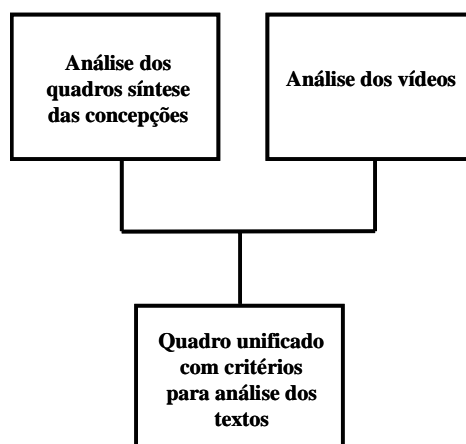 Análise dos
quadros síntese
das concepções
Análise dos vídeos
Quadro unificado
com critérios
para análise dos
textos